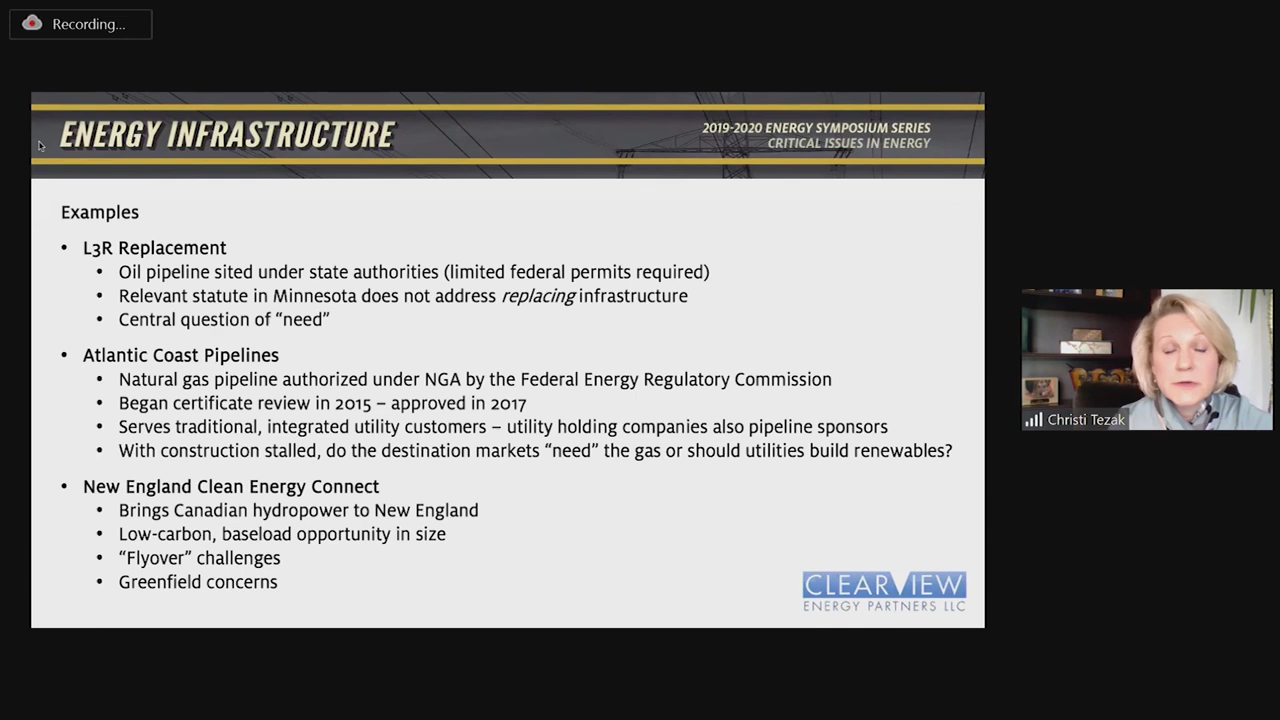 Recording...
ENERGY INFRASTRUCTURE
2019-2020 ENERGY SYMPOSIUM SERIES
CRITICAL ISSUES IN ENERGY
Examples
• L3R Replacement
• Oil pipeline sited under state authorities (limited federal permits required)
• Relevant statute in Minnesota does not address replacing infrastructure
• Central question of “need”
• Atlantic Coast Pipelines
• Natural gas pipeline authorized under NGA by the Federal Energy Regulatory Commission
• Began certificate review in 2015 – approved in 2017
• Serves traditional, integrated utility customers – utility holding companies also pipeline sponsors
• With construction stalled, do the destination markets “need” the gas or should utilities build renewables?
• New England Clean Energy Connect
• Brings Canadian hydropower to New England
• Low-carbon, baseload opportunity in size
• “Flyover” challenges
• Greenfield concerns
CLEARVIEW
ENERGY PARTNERS LLC
Christi Tezak